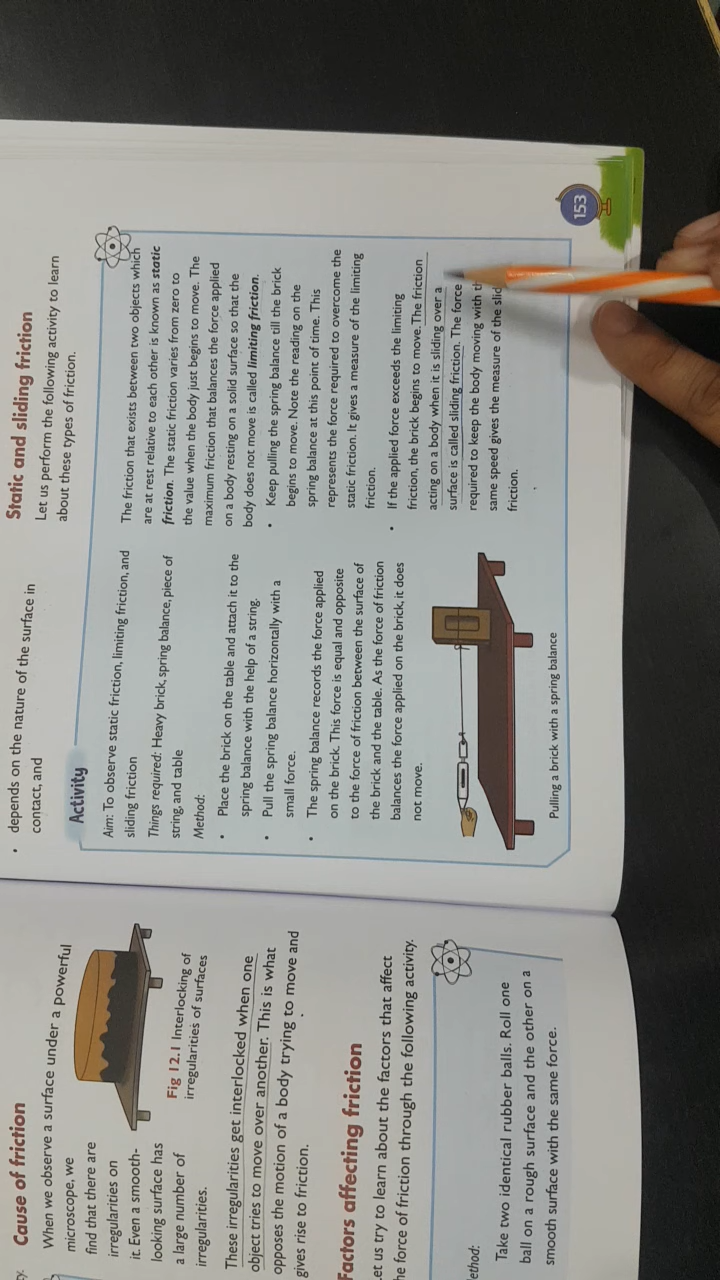 Cause of friction
When we observe a surface under a powerful
microscope, we
find that there are
irregularities on
it. Even a smooth-
looking surface has
a large number of
irregularities.
Fig 12.1 Interlocking of
irregularities of surfaces
These irregularities get interlocked when one
object tries to move over another. This is what
opposes the motion of a body trying to move and
gives rise to friction.
Factors affecting friction
Let us try to learn about the factors that affect
the force of friction through the following activity.
ethod:
Take two identical rubber balls. Roll one
ball on a rough surface and the other on a
smooth surface with the same force.
• depends on the nature of the surface in
contact, and
Static and sliding friction
Let us perform the following activity to learn
about these types of friction.
Activity
Aim: To observe static friction, limiting friction, and
sliding friction
Things required: Heavy brick, spring balance, piece of
string, and table
Method:
• Place the brick on the table and attach it to the
spring balance with the help of a string.
• Pull the spring balance horizontally with a
small force.
• The spring balance records the force applied
on the brick. This force is equal and opposite
to the force of friction between the surface of
the brick and the table. As the force of friction
balances the force applied on the brick, it does
not move.
Pulling a brick with a spring balance
The friction that exists between two objects which
are at rest relative to each other is known as static
friction. The static friction varies from zero to
the value when the body just begins to move. The
maximum friction that balances the force applied
on a body resting on a solid surface so that the
body does not move is called limiting friction.
• Keep pulling the spring balance till the brick
begins to move. Note the reading on the
spring balance at this point of time. This
represents the force required to overcome the
static friction. It gives a measure of the limiting
friction.
• If the applied force exceeds the limiting
friction, the brick begins to move. The friction
acting on a body when it is sliding over a
surface is called sliding friction. The force
required to keep the body moving with
same speed gives the measure of the
friction.
153